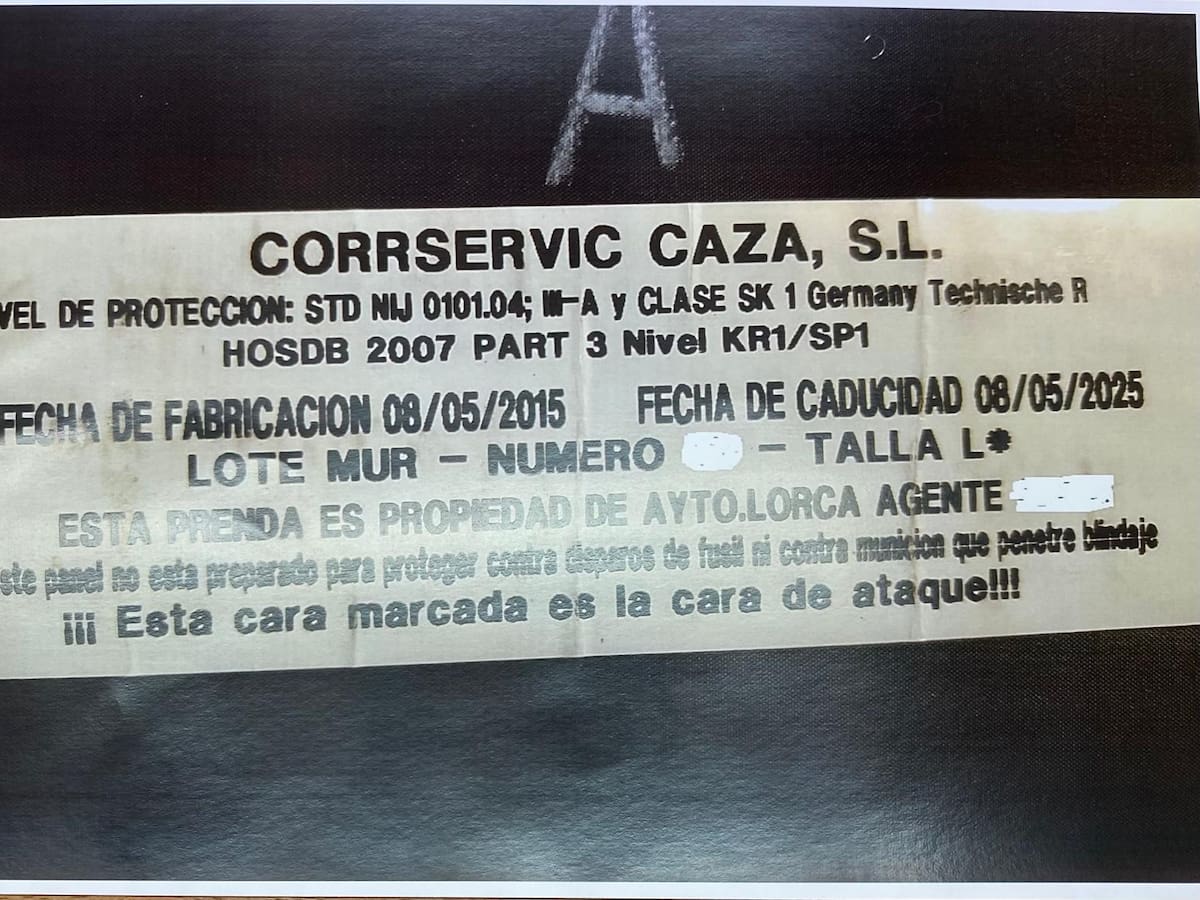 A
CORRSERVIC CAZA, S.L.
VEL DE PROTECCION: STD NIJ 0101.04; III-A y CLASE SK 1 Germany Technische R
HOSDB 2007 PART 3 Nivel KR1/SP1
FECHA DE FABRICACION 08/05/2015 FECHA DE CADUCIDAD 08/05/2025
LOTE MUR - NUMERO - TALLA L*
ESTA PRENDA ES PROPIEDAD DE AYTO.LORCA AGENTE
ste panel no esta preparado para proteger contra disparos de fusil ni contra municion que penetre blindaje
¡¡¡ Esta cara marcada es la cara de ataque!!!